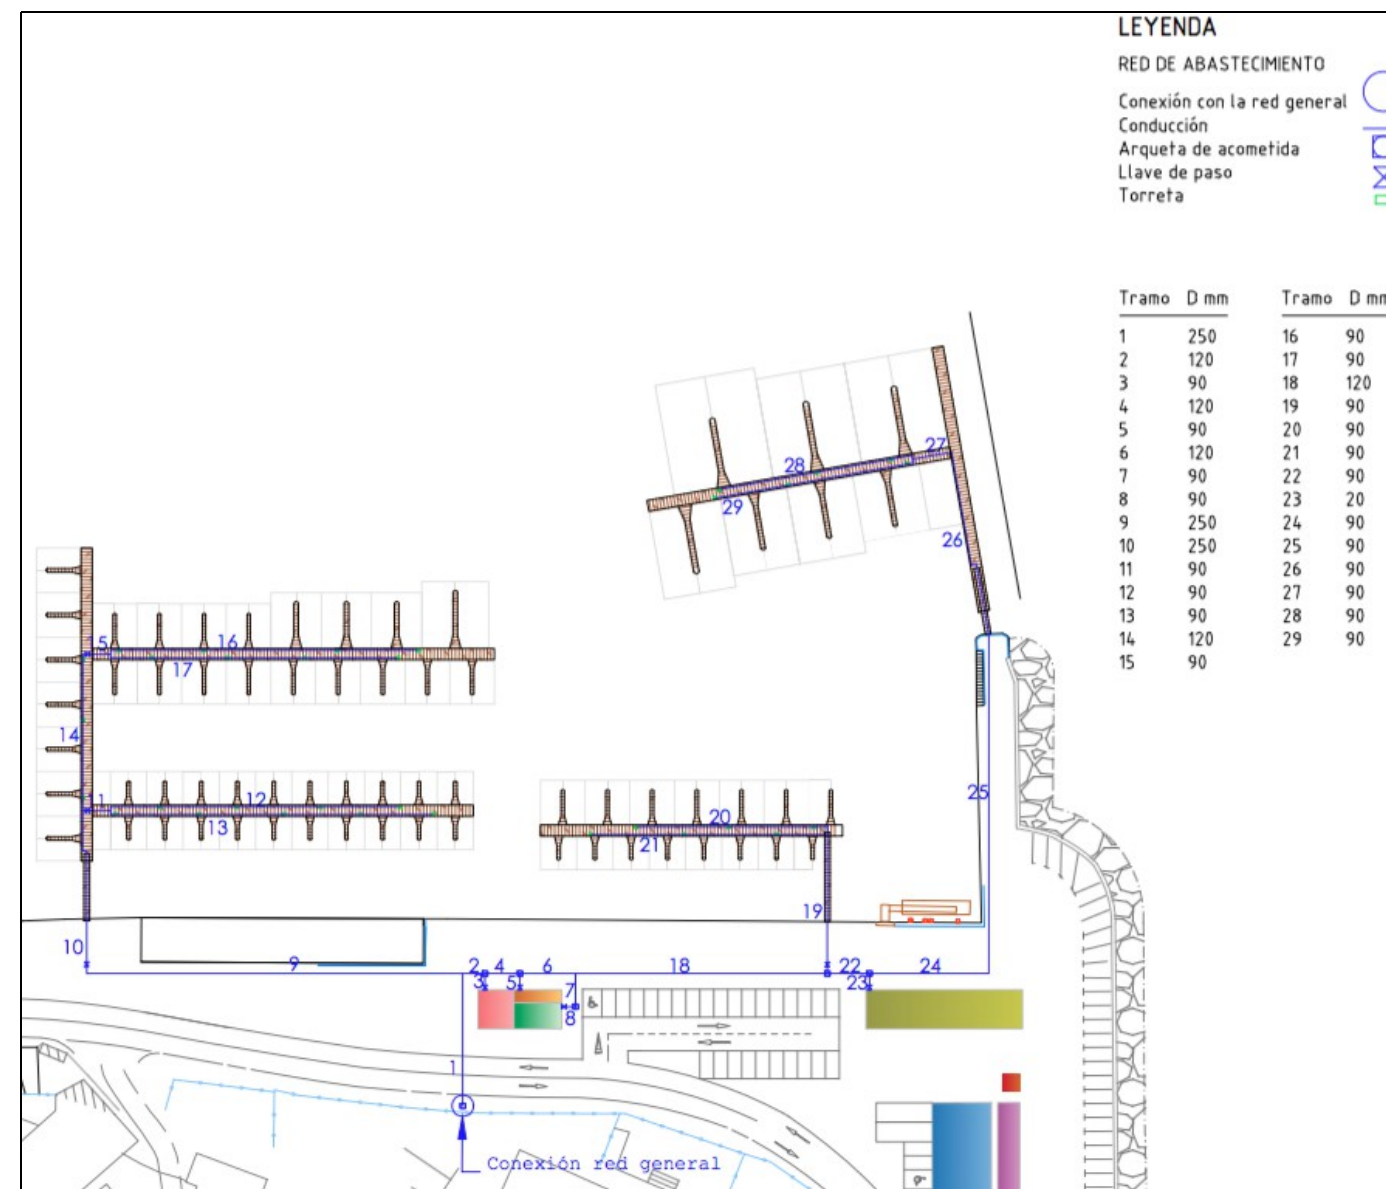 LEYENDA
RED DE ABASTECIMIENTO
Conexión con la red general
Conducción
Arqueta de acometida
Llave de paso
Torreta
Tramo D mm Tramo D mm
1 250 16 90
2 120 17 90
3 90 18 120
4 120 19 90
5 90 20 90
6 120 21 90
7 90 22 90
8 90 23 20
9 250 24 90
10 250 25 90
11 90 26 90
12 90 27 90
13 90 28 90
14 120 29 90
15 90
27
28
29
26
15 16
17
14
11 12
13
20
21
25
19
10
9 2 4 6 18 22 24
3 5 7 23
8
1
Conexión red general